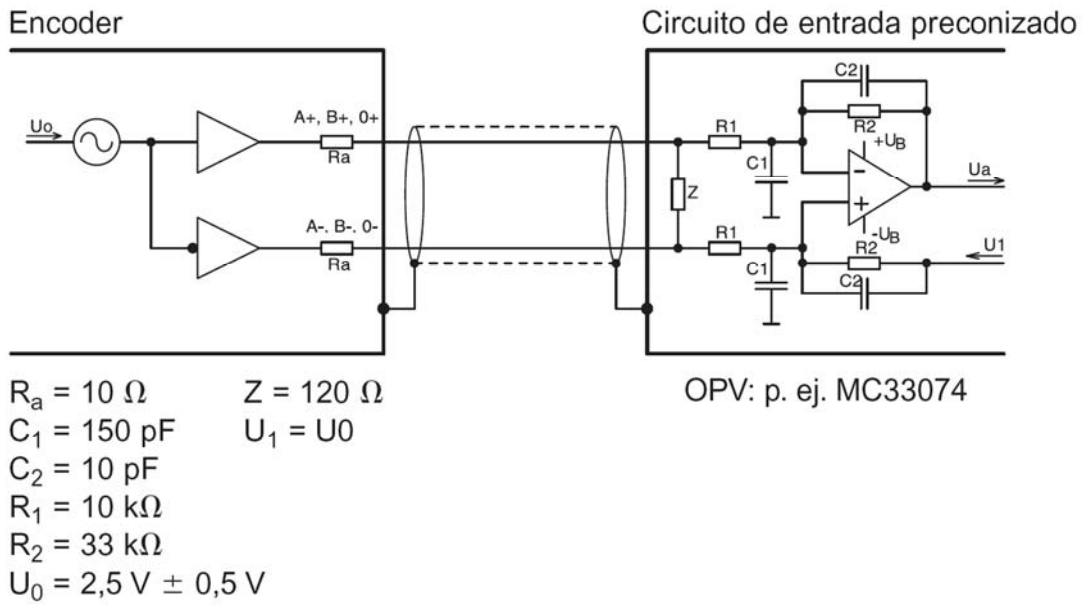 Encoder
Circuito de entrada preconizado
Uo
A+, B+, 0+
Ra
A-. B-. 0-
Ra
Z
R1
C1
R1
C1
C2
R2
+UB
-
+
-UB
Ua
R2
U1
C2
Ra = 10 Ω
Z = 120 Ω
C1 = 150 pF
U1 = U0
C2 = 10 pF
R1 = 10 kΩ
R2 = 33 kΩ
U0 = 2,5 V ± 0,5 V
OPV: p. ej. MC33074